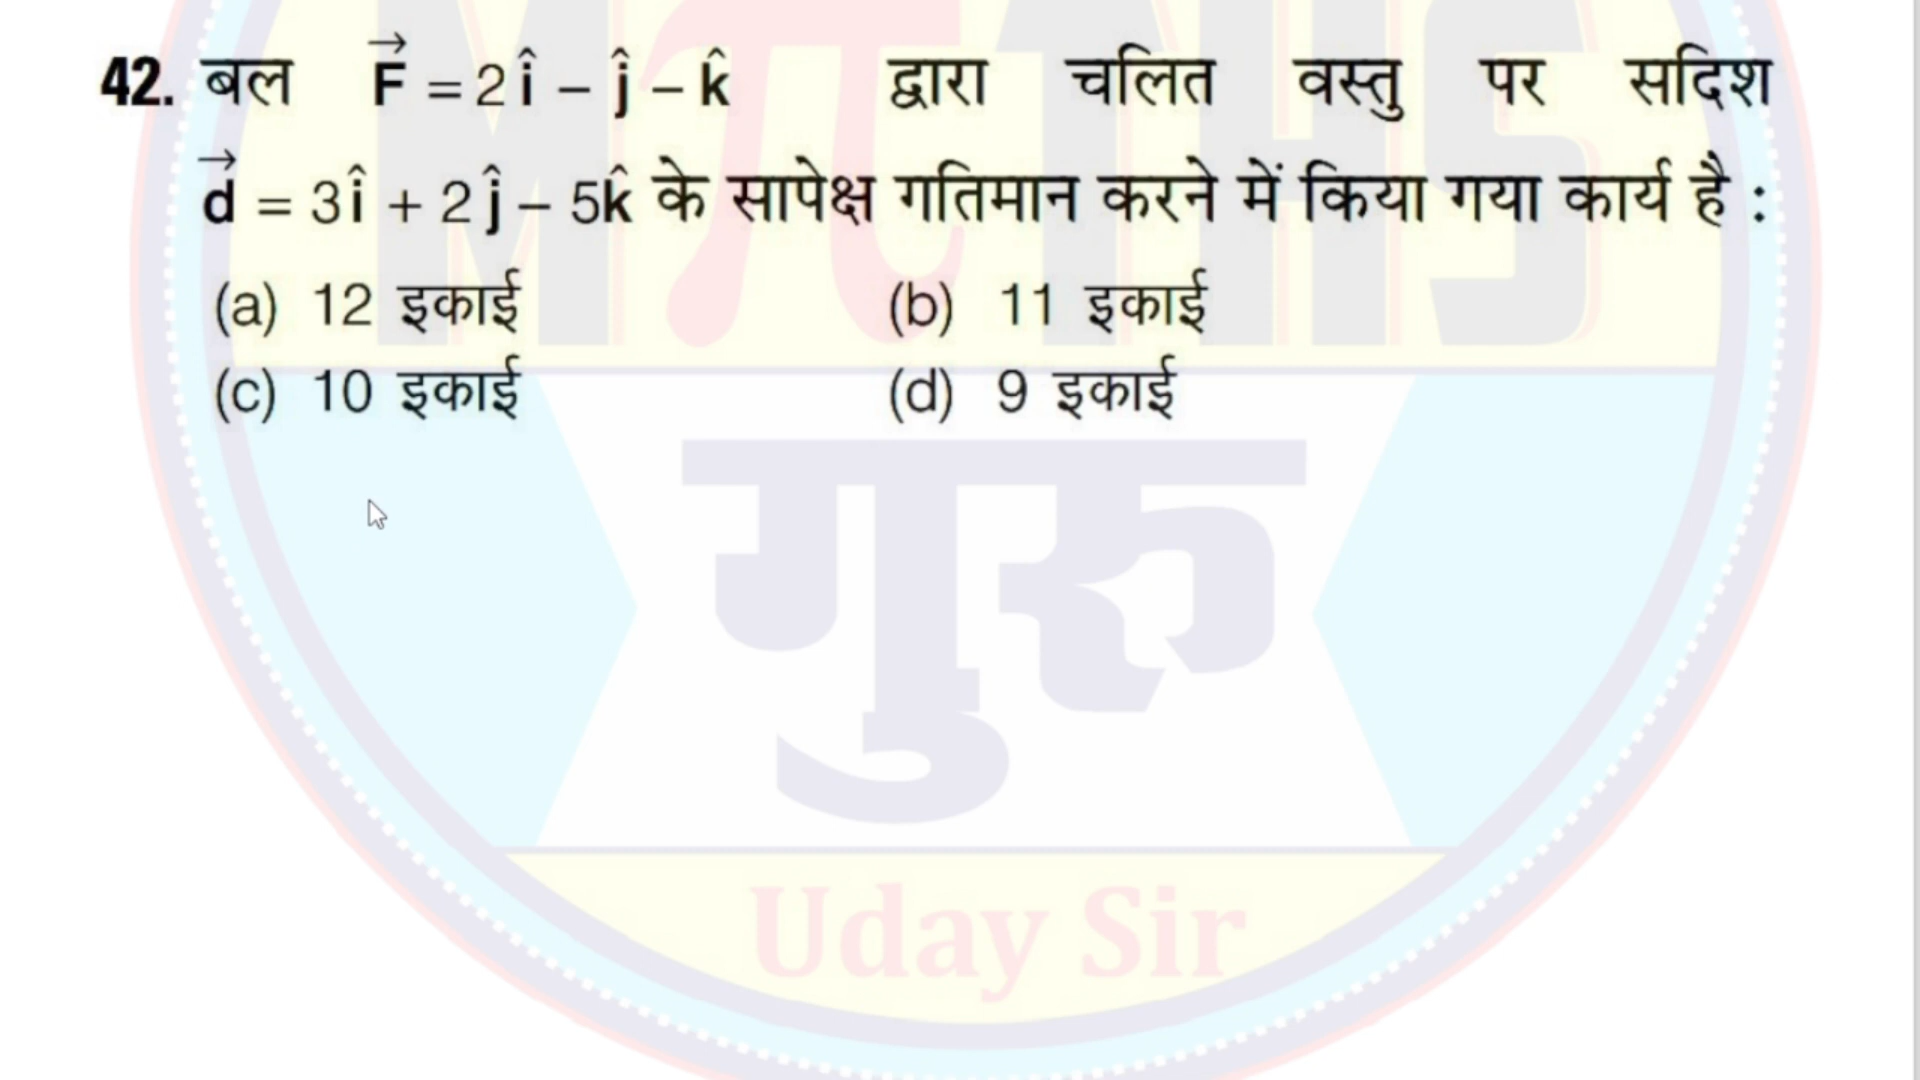 42. बल F⃗ = 2î – ĵ – k̂ द्वारा चलित वस्तु पर सदिश
d⃗ = 3î + 2ĵ – 5k̂ के सापेक्ष गतिमान करने में किया गया कार्य है :
(a) 12 इकाई (b) 11 इकाई
(c) 10 इकाई (d) 9 इकाई
MπTHS
गुरु
Uday Sir